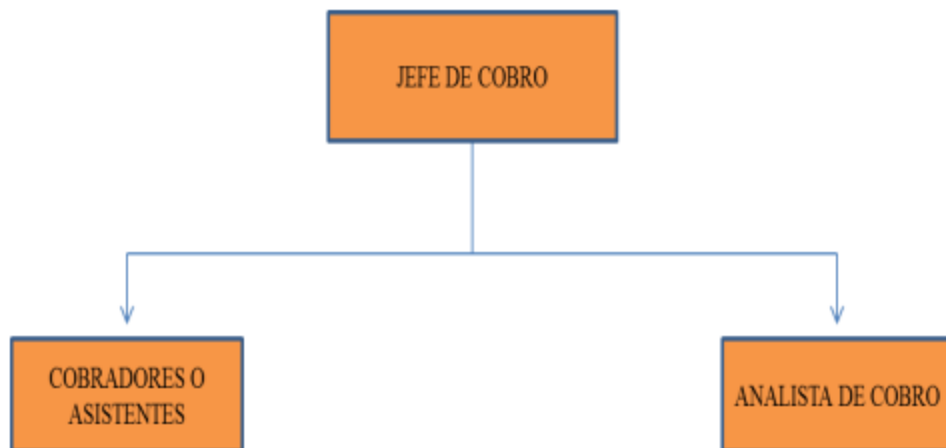 JEFE DE COBRO
COBRADORES O
ASISTENTES
ANALISTA DE COBRO